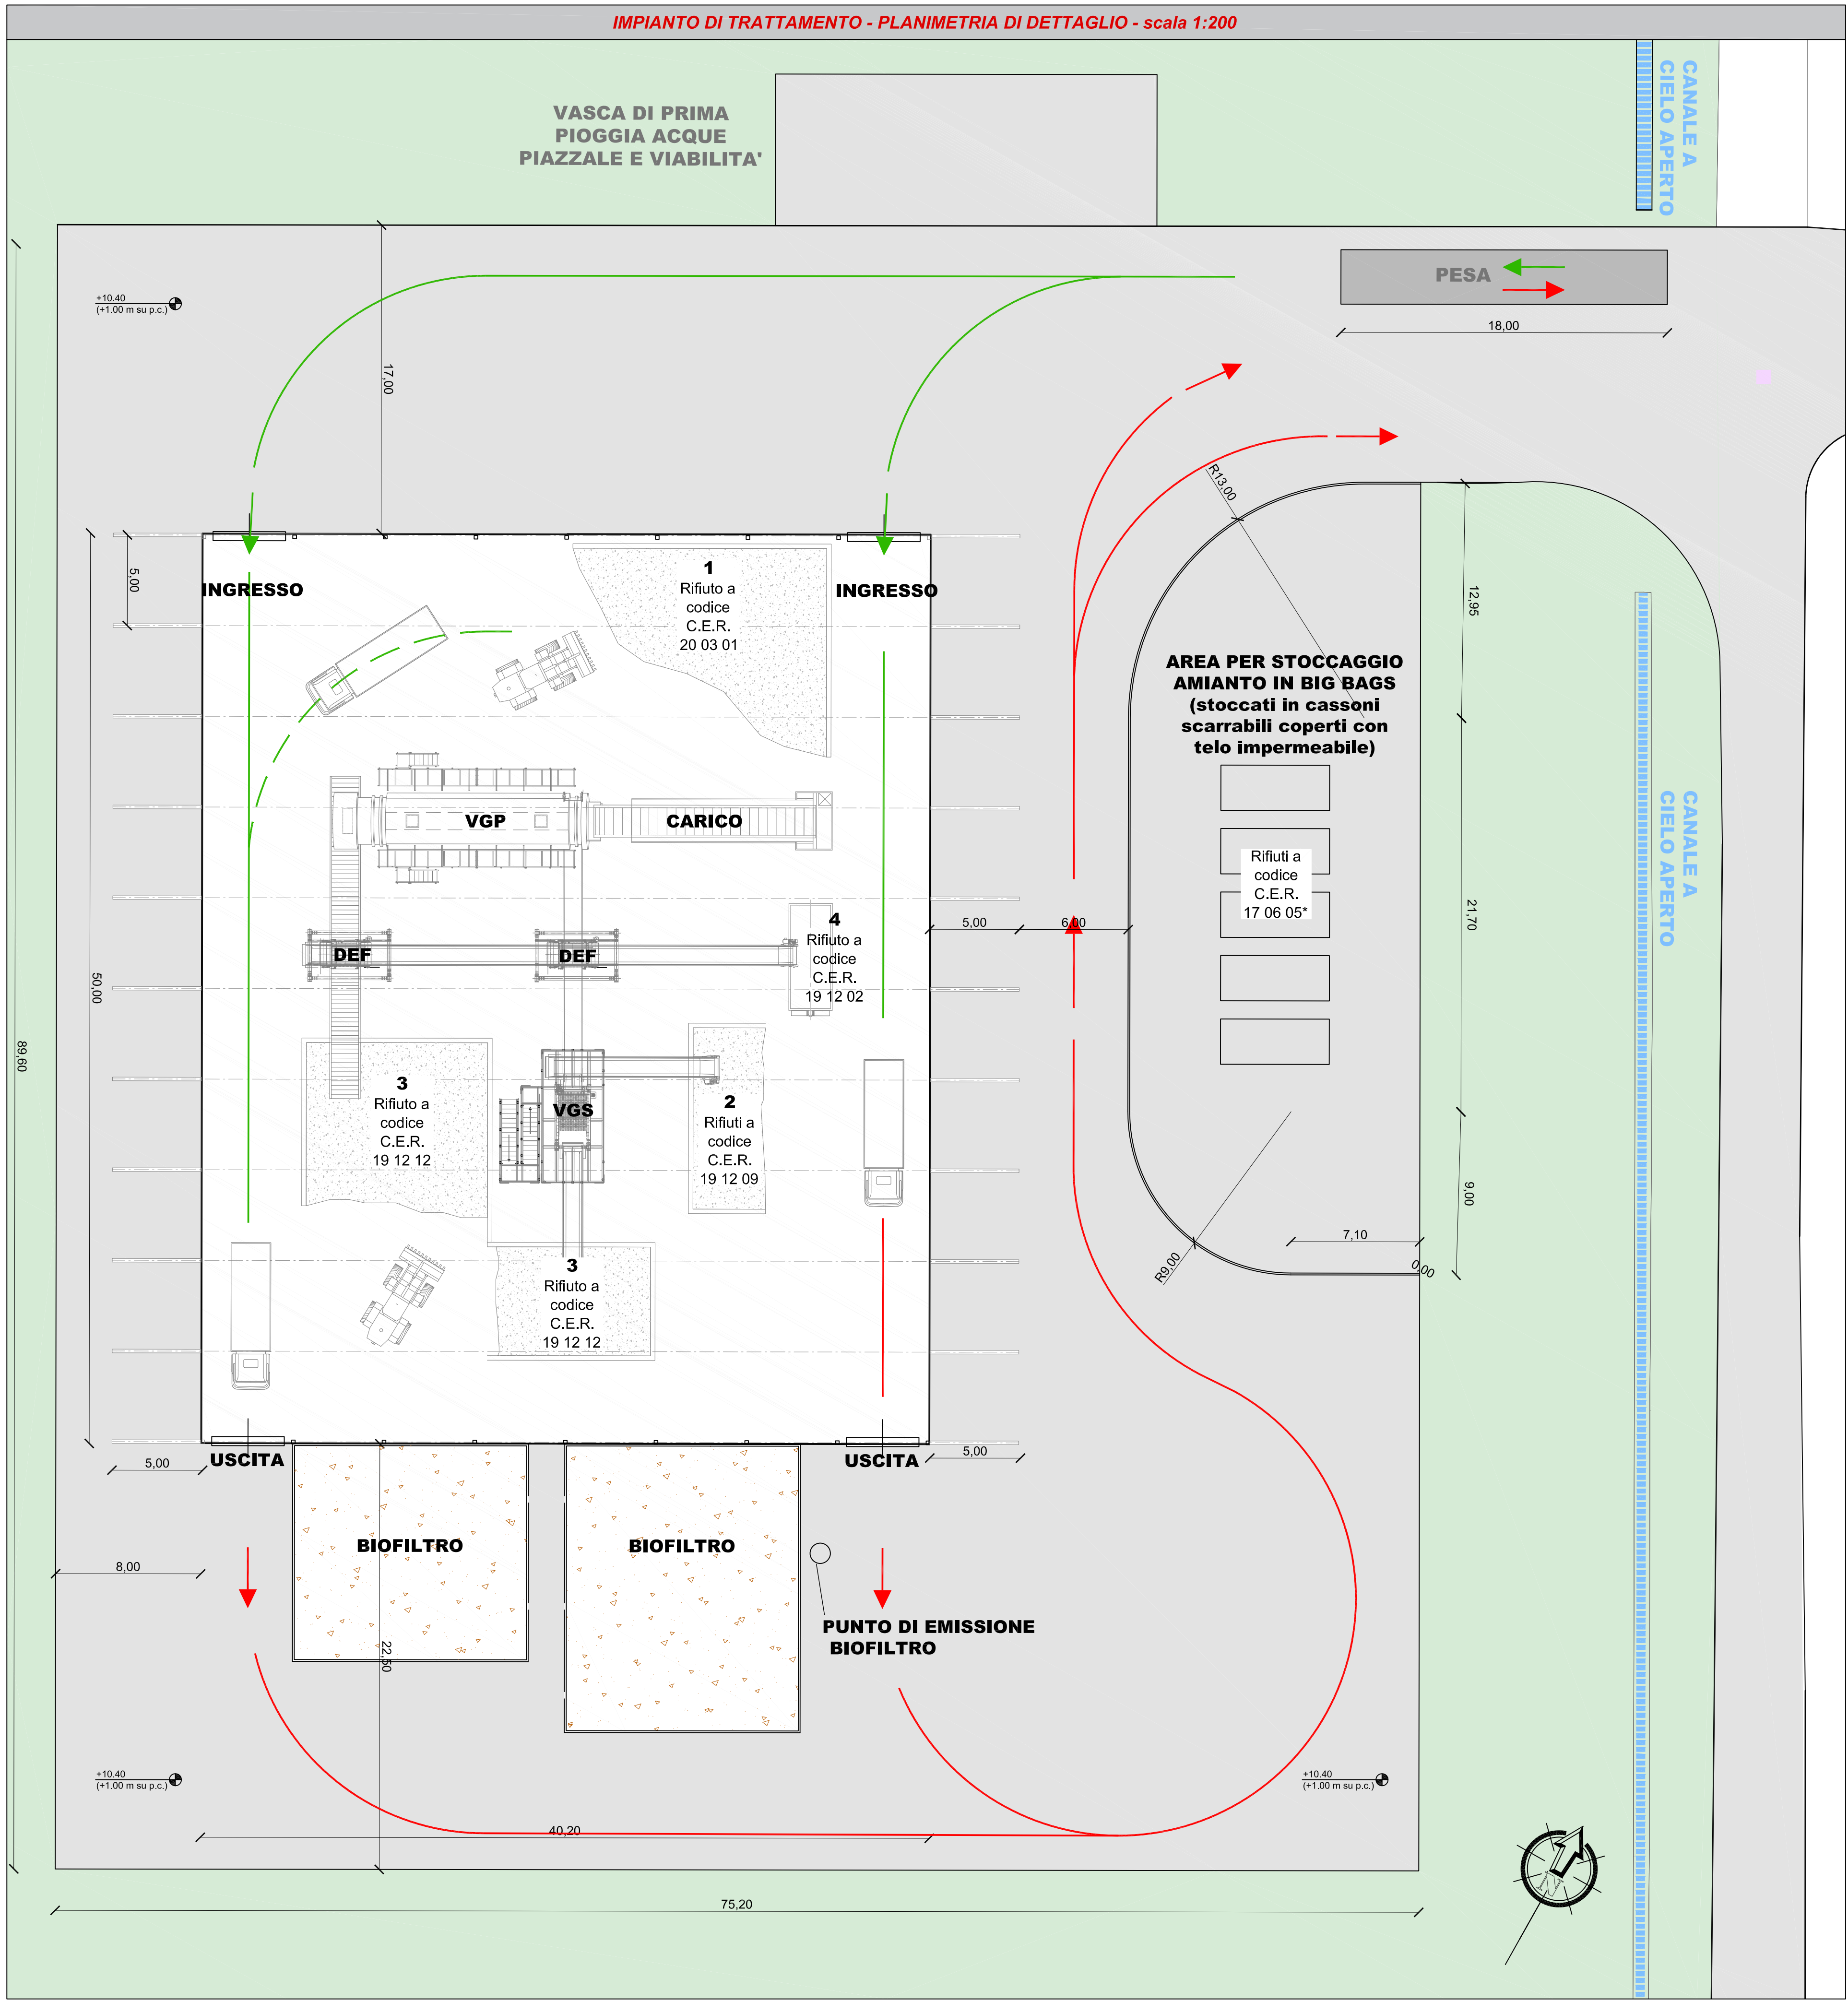 IMPIANTO DI TRATTAMENTO - PLANIMETRIA DI DETTAGLIO - scala 1:200
VASCA DI PRIMA
PIOGGIA ACQUE
PIAZZALE E VIABILITA'
CANALE A
CIELO APERTO
PESA
18,00
+10.40
(+1.00 m su p.c.)
17,00
R13,00
INGRESSO
INGRESSO
5,00
1
Rifiuto a
codice
C.E.R.
20 03 01
12,95
AREA PER STOCCAGGIO
AMIANTO IN BIG BAGS
(stoccati in cassoni
scarrabili coperti con
telo impermeabile)
VGP
CARICO
CANALE A
CIELO APERTO
Rifiuti a
codice
C.E.R.
17 06 05*
4
Rifiuto a
codice
C.E.R.
19 12 02
5,00
6,00
21,70
DEF
DEF
50,00
89,60
3
Rifiuto a
codice
C.E.R.
19 12 12
VGS
2
Rifiuti a
codice
C.E.R.
19 12 09
9,00
7,10
0,00
R9,00
3
Rifiuto a
codice
C.E.R.
19 12 12
5,00
USCITA
USCITA
5,00
BIOFILTRO
BIOFILTRO
8,00
PUNTO DI EMISSIONE
BIOFILTRO
22,50
+10.40
(+1.00 m su p.c.)
+10.40
(+1.00 m su p.c.)
40,20
N
75,20